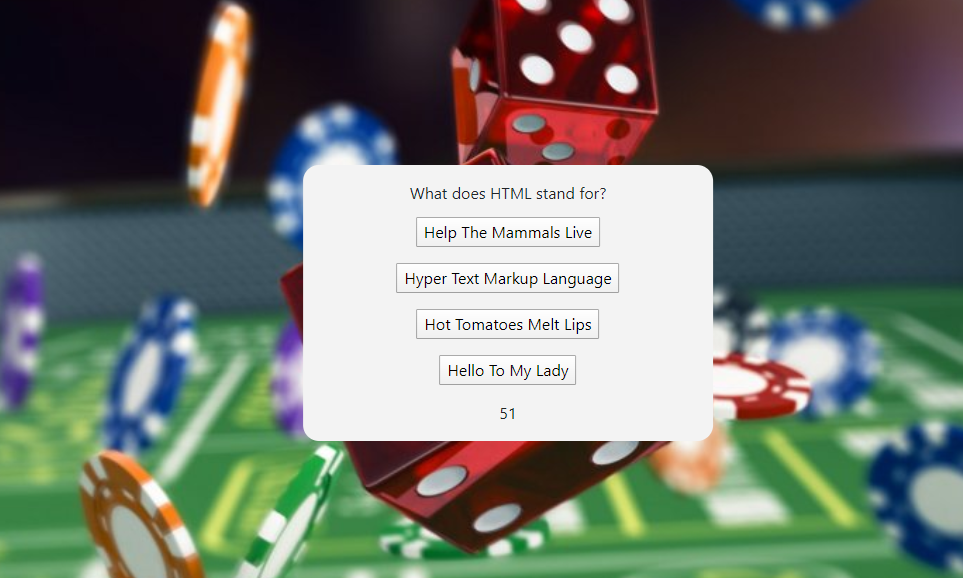 What does HTML stand for?
Help The Mammals Live
Hyper Text Markup Language
Hot Tomatoes Melt Lips
Hello To My Lady
51